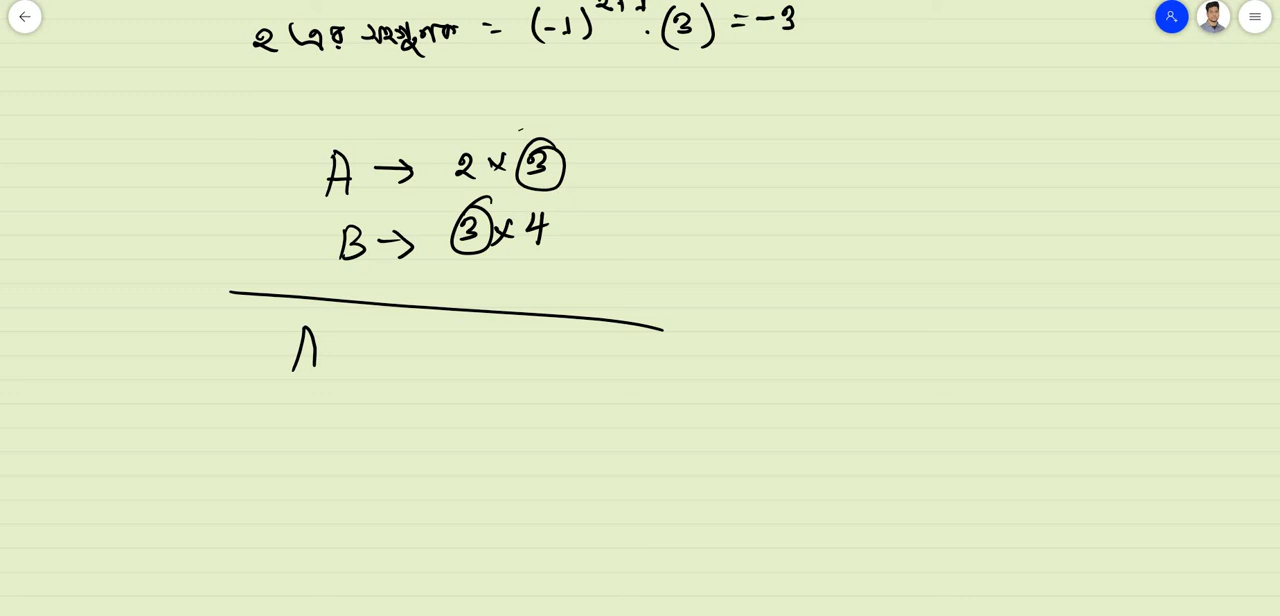 2 এর সহগুণক = (-1)^2+1 . (3) = -3
A → 2 × 3
B → 3 × 4